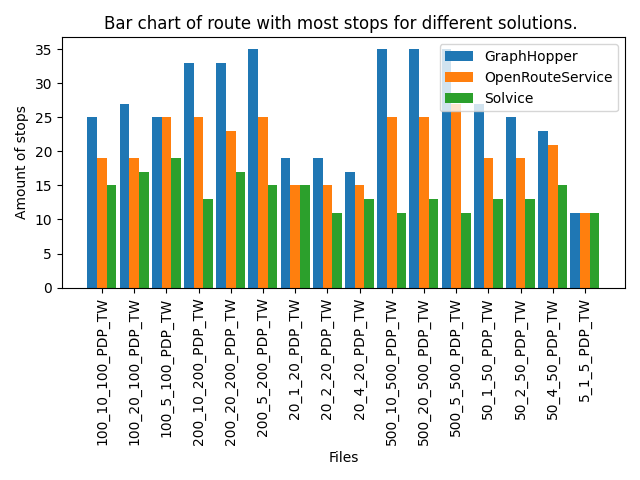 Bar chart of route with most stops for different solutions.
GraphHopper
OpenRouteService
Solvice
Amount of stops
35
30
25
20
15
10
5
0
100_10_100_PDP_TW
100_20_100_PDP_TW
100_5_100_PDP_TW
200_10_200_PDP_TW
200_20_200_PDP_TW
200_5_200_PDP_TW
20_1_20_PDP_TW
20_2_20_PDP_TW
20_4_20_PDP_TW
500_10_500_PDP_TW
500_20_500_PDP_TW
500_5_500_PDP_TW
50_1_50_PDP_TW
50_2_50_PDP_TW
50_4_50_PDP_TW
5_1_5_PDP_TW
Files